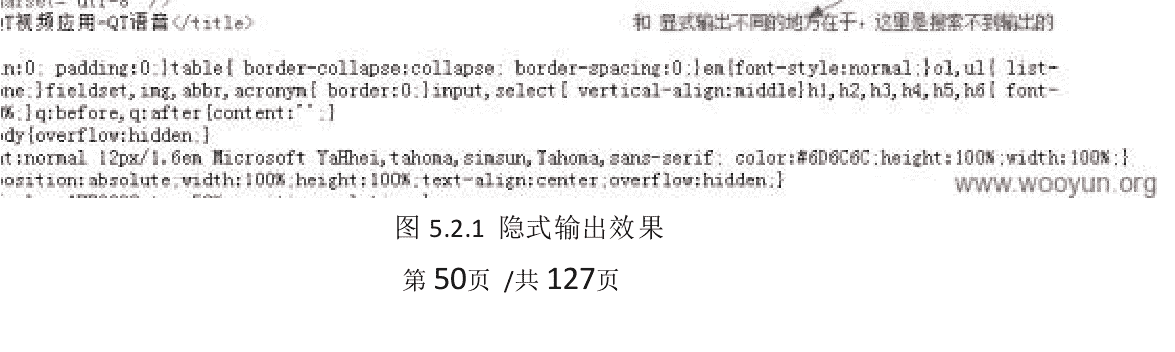 QT视频应用-QT语音</title>
和 显式输出不同的地方在于，这里是搜索不到输出的
n:0; padding:0;}table{ border-collapse:collapse; border-spacing:0;}em{font-style:normal;}ol,ul{ list-
one;}fieldset,img,abbr,acronym{ border:0;}input,select{ vertical-align:middle}h1,h2,h3,h4,h5,h6{ font-
0%;}q:before,q:after{content:"";}
dy{overflow:hidden;}
t:normal 12px/1.6em Microsoft YaHhei,tahoma,simsun,Tahoma,sans-serif; color:#6D6C6C;height:100%;width:100%;}
position:absolute;width:100%;height:100%;text-align:center;overflow:hidden;}
www.wooyun.org
图 5.2.1 隐式输出效果
第 50页 /共 127页